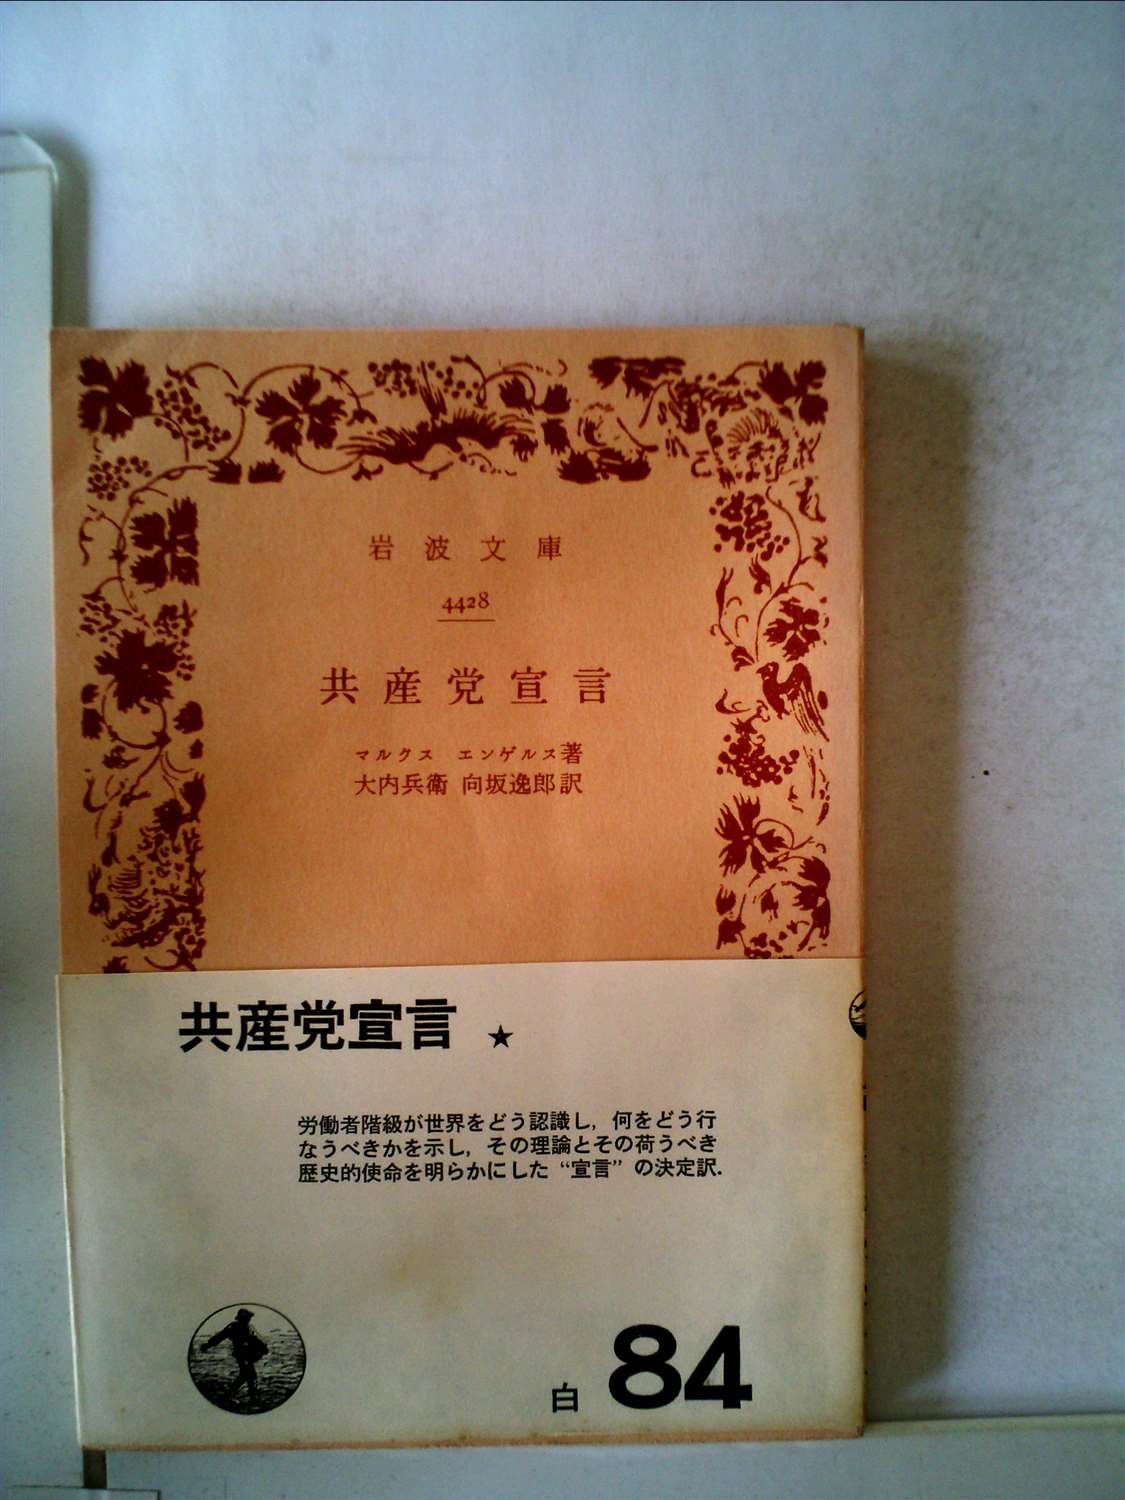 岩波文庫
4428
共産党宣言
マルクス エンゲルス著
大内兵衛 向坂逸郎訳
共産党宣言 ★
労働者階級が世界をどう認識し，何をどう行
なうべきかを示し，その理論とその荷うべき
歴史的使命を明らかにした“宣言”の決定訳．
白 84